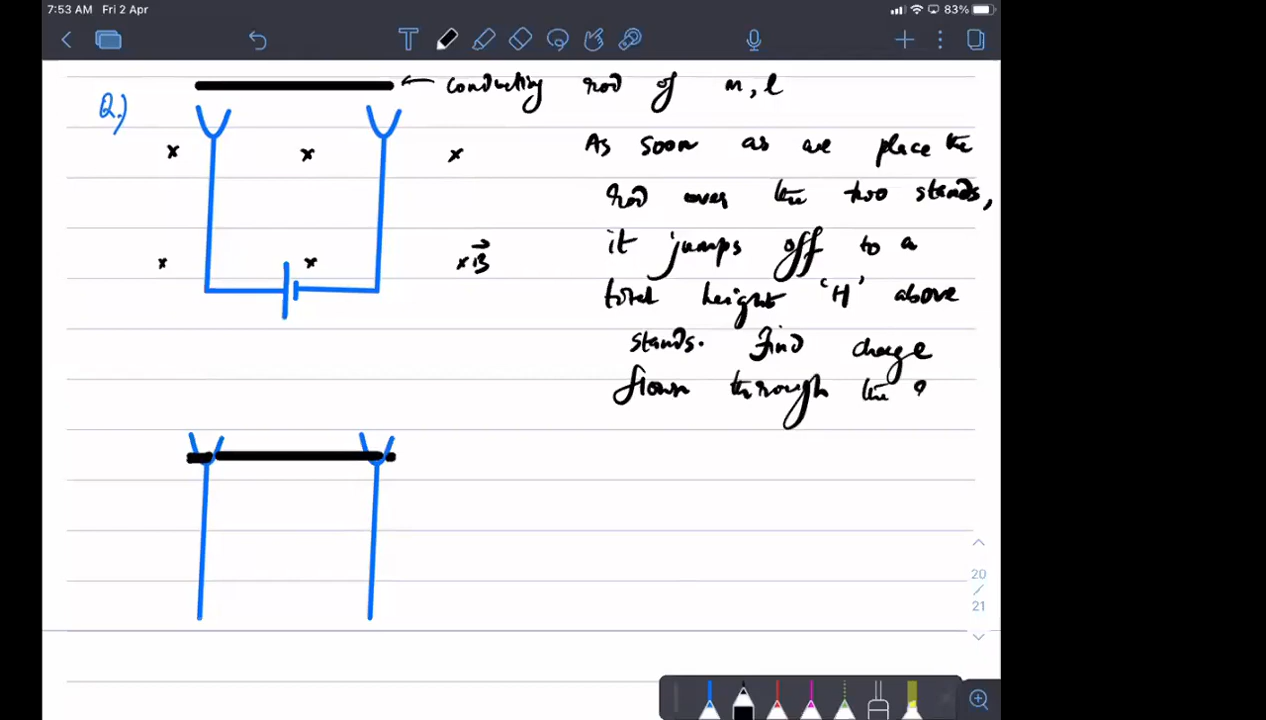 7:53 AM Fri 2 Apr
83%
T
Q.)
← conducting rod of m, l
As soon as we place the
rod over the two stands,
it jumps off to a
total height 'H' above
stands. Find charge
flown through the
x x x
x x x B
20
/
21